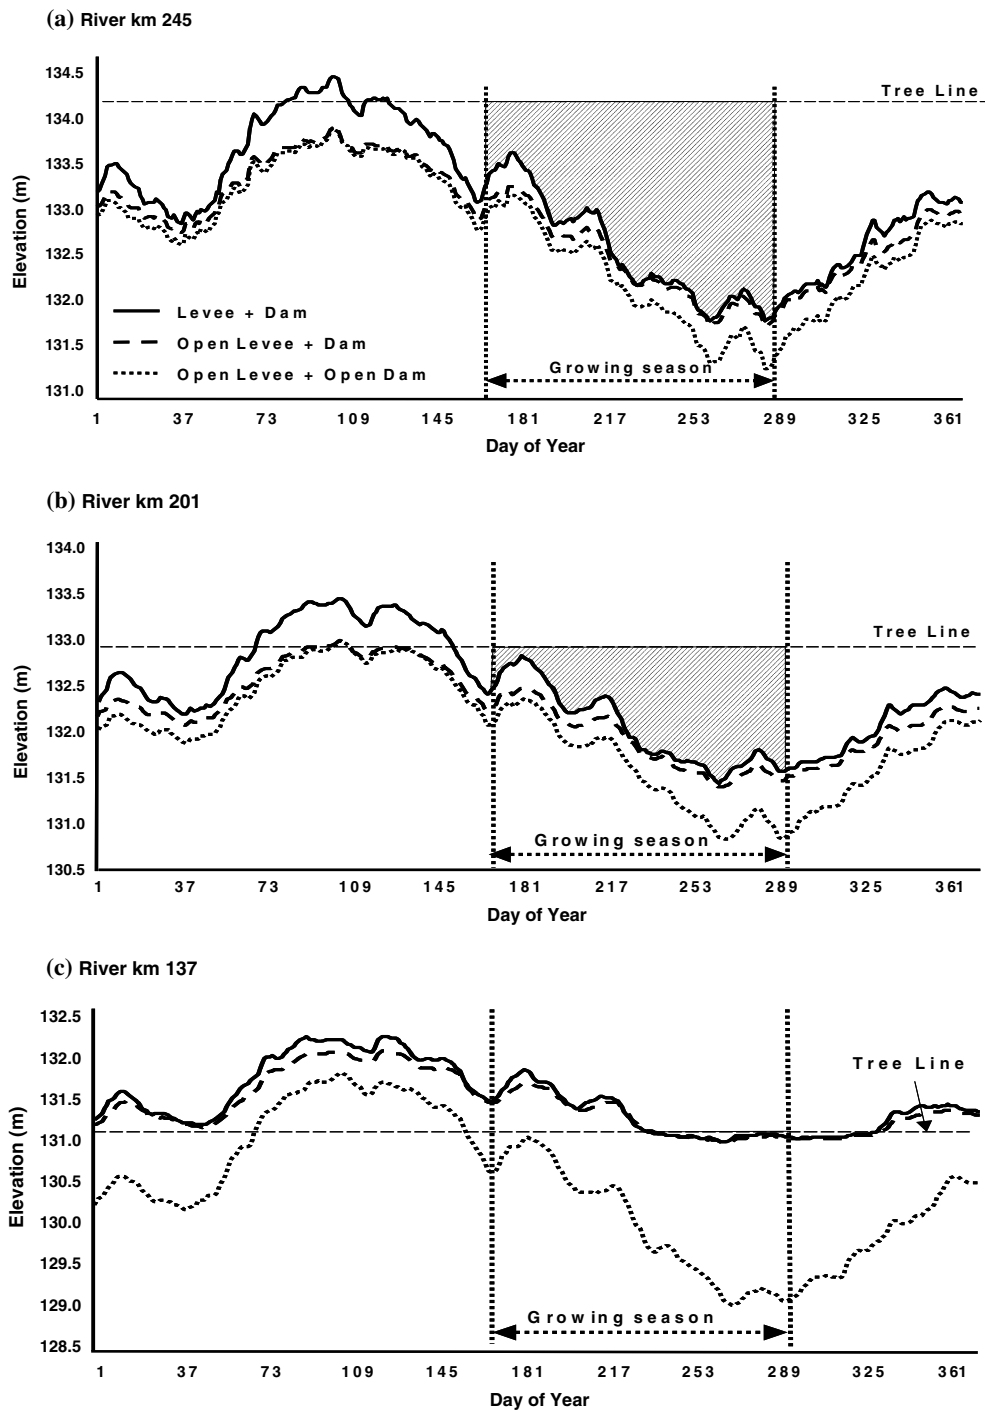 (a) River km 245
134.5
134.0
133.5
133.0
132.5
132.0
131.5
131.0
Elevation (m)
Tree Line
Levee + Dam
Open Levee + Dam
Open Levee + Open Dam
Growing season
1 37 73 109 145 181 217 253 289 325 361
Day of Year
(b) River km 201
134.0
133.5
133.0
132.5
132.0
131.5
131.0
130.5
Elevation (m)
Tree Line
Growing season
1 37 73 109 145 181 217 253 289 325 361
Day of Year
(c) River km 137
132.5
132.0
131.5
131.0
130.5
130.0
129.5
129.0
128.5
Elevation (m)
Tree Line
Growing season
1 37 73 109 145 181 217 253 289 325 361
Day of Year